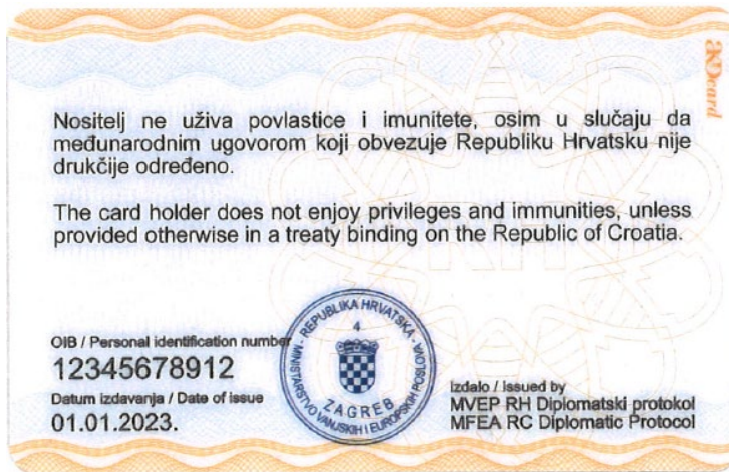 AKDcard
Nositelj ne uživa povlastice i imunitete, osim u slučaju da
međunarodnim ugovorom koji obvezuje Republiku Hrvatsku nije
drukčije određeno.
The card holder does not enjoy privileges and immunities, unless
provided otherwise in a treaty binding on the Republic of Croatia.
OIB / Personal identification number
12345678912
Datum izdavanja / Date of issue
01.01.2023.
REPUBLIKA HRVATSKA - MINISTARSTVO VANJSKIH I EUROPSKIH POSLOVA -
4
ZAGREB
Izdalo / Issued by
MVEP RH Diplomatski protokol
MFEA RC Diplomatic Protocol